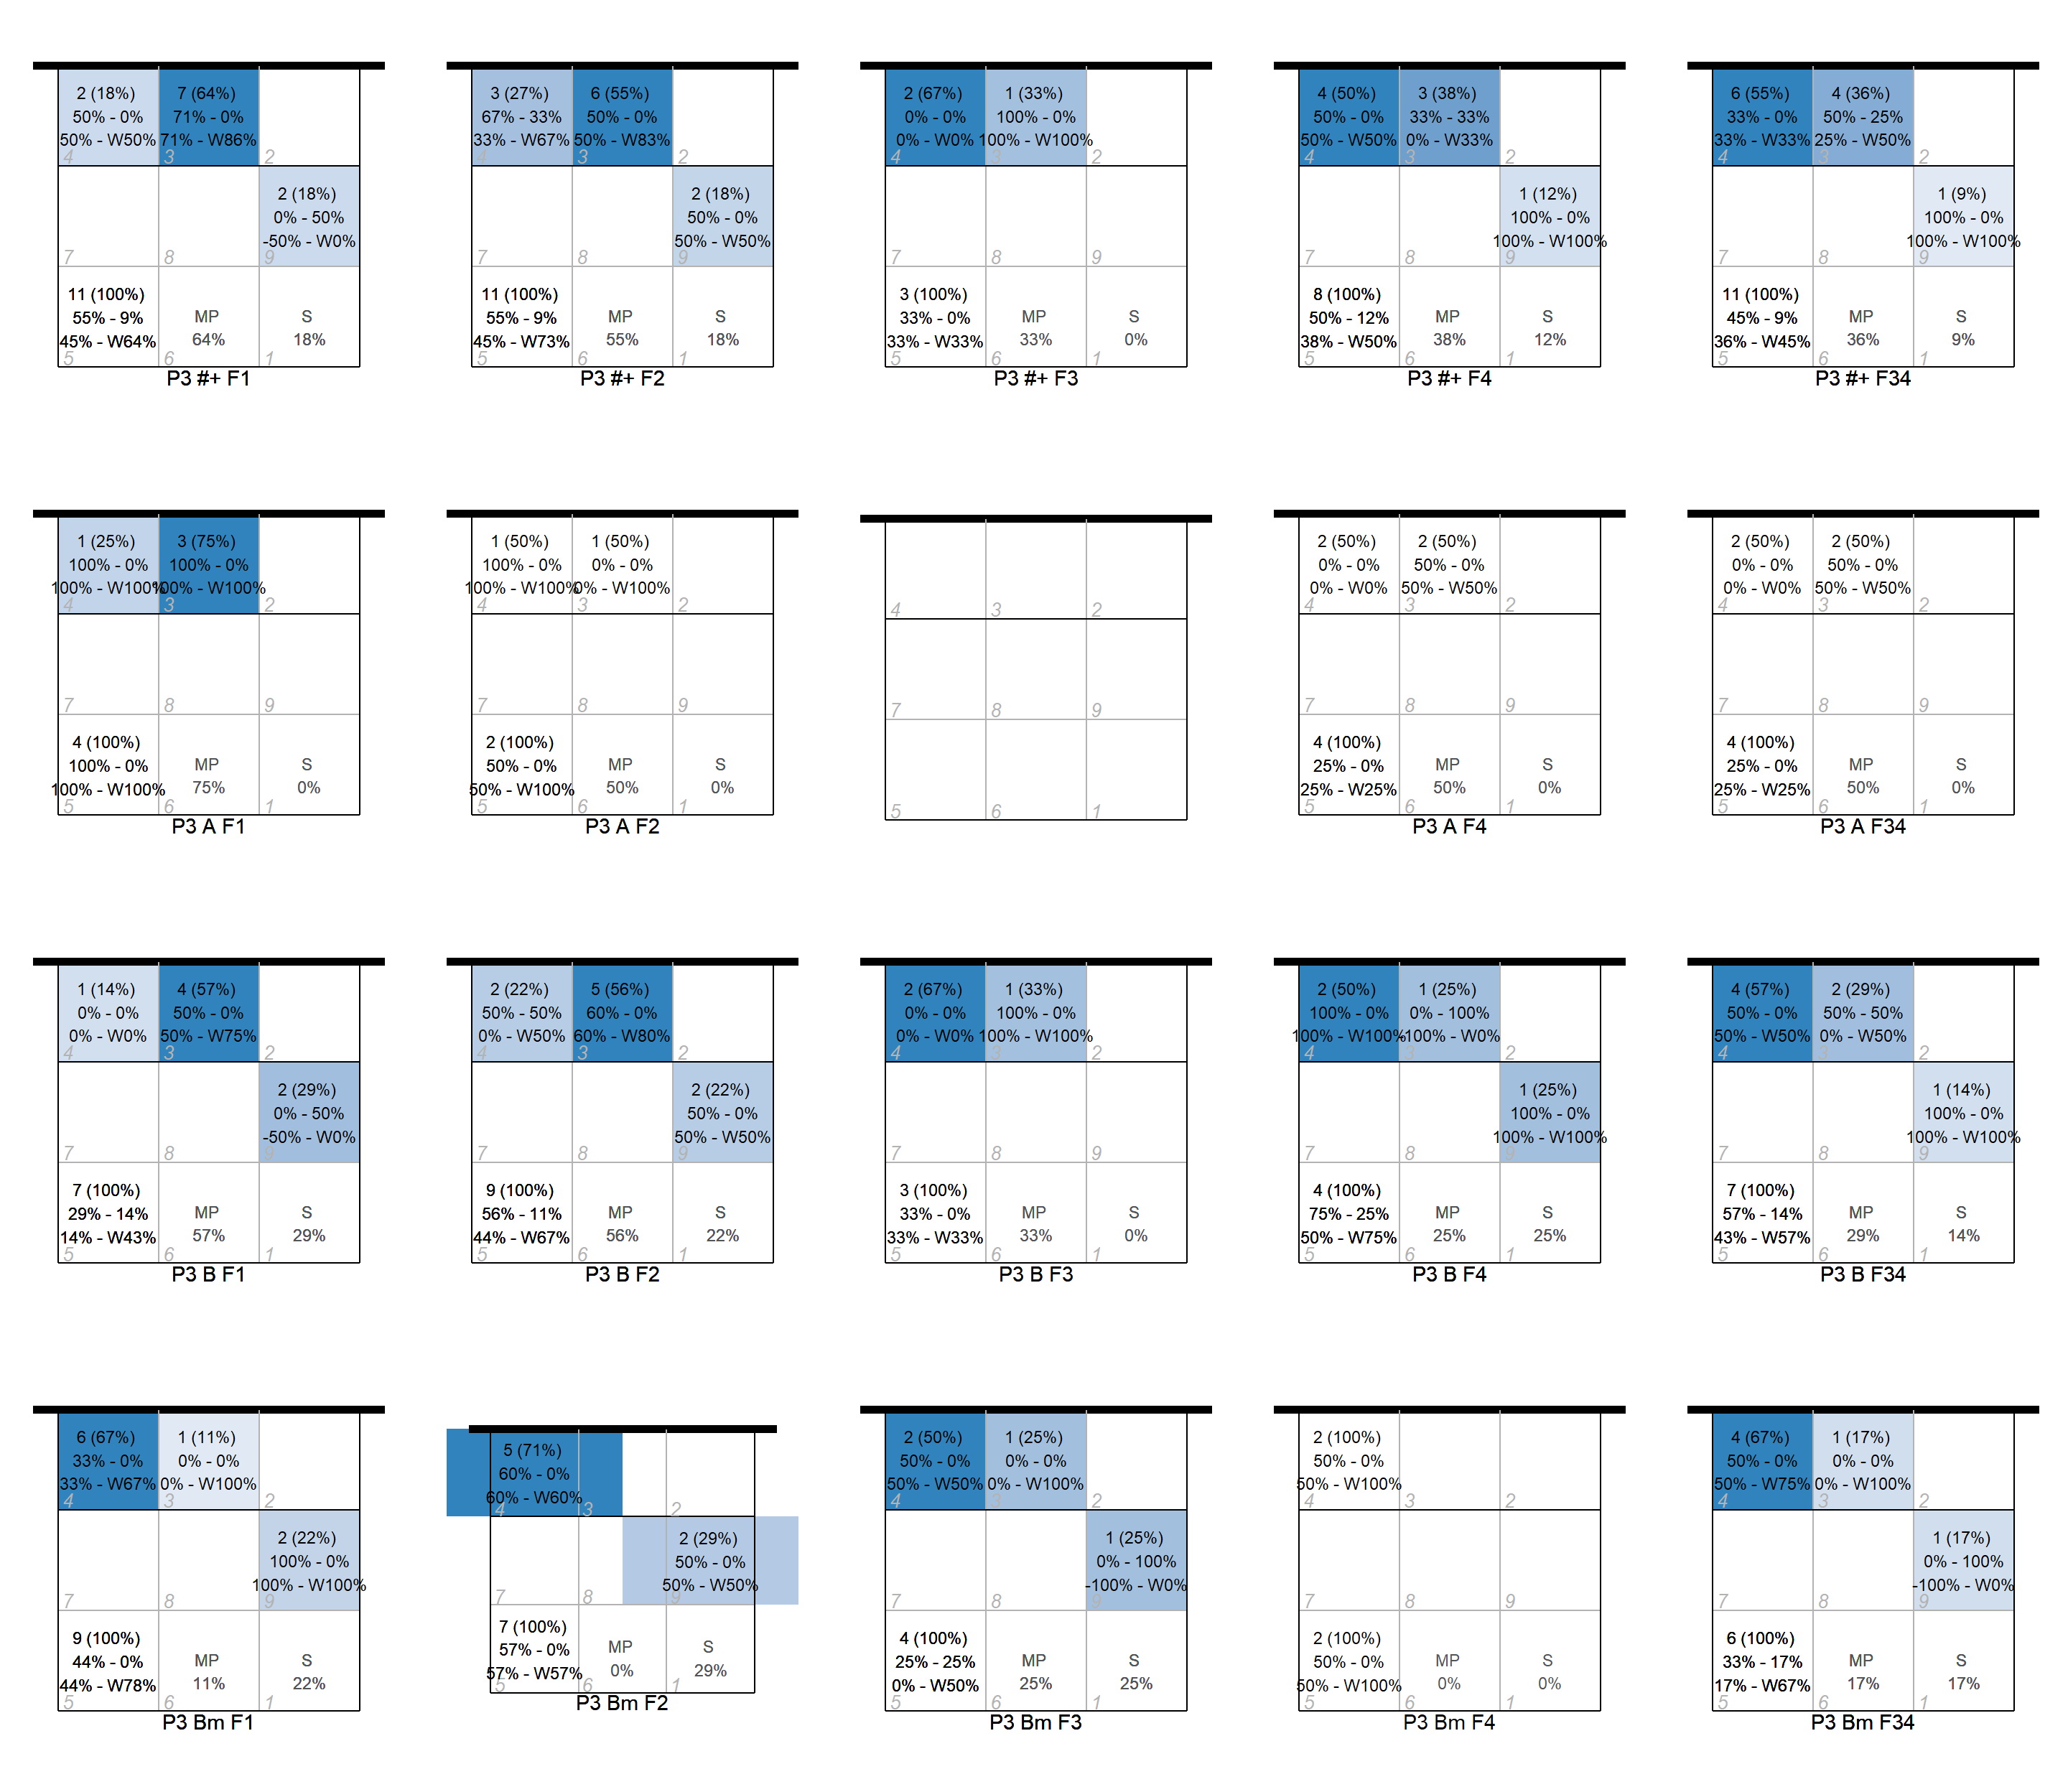 2 (18%) 7 (64%)
50% - 0% 71% - 0%
50% - W50% 71% - W86%
4 3 2
2 (18%)
0% - 50%
-50% - W0%
7 8 9
11 (100%)
55% - 9% MP S
45% - W64% 64% 18%
5 6 1
P3 #+ F1
3 (27%) 6 (55%)
67% - 33% 50% - 0%
33% - W67% 50% - W83%
4 3 2
2 (18%)
50% - 0%
50% - W50%
7 8 9
11 (100%)
55% - 9% MP S
45% - W73% 55% 18%
5 6 1
P3 #+ F2
2 (67%) 1 (33%)
0% - 0% 100% - 0%
0% - W0% 100% - W100%
4 3 2
7 8 9
3 (100%)
33% - 0% MP S
33% - W33% 33% 0%
5 6 1
P3 #+ F3
4 (50%) 3 (38%)
50% - 0% 33% - 33%
50% - W50% 0% - W33%
4 3 2
1 (12%)
100% - 0%
100% - W100%
7 8 9
8 (100%)
50% - 12% MP S
38% - W50% 38% 12%
5 6 1
P3 #+ F4
6 (55%) 4 (36%)
33% - 0% 50% - 25%
33% - W33% 25% - W50%
4 3 2
1 (9%)
100% - 0%
100% - W100%
7 8 9
11 (100%)
45% - 9% MP S
36% - W45% 36% 9%
5 6 1
P3 #+ F34
1 (25%) 3 (75%)
100% - 0% 100% - 0%
100% - W100% 100% - W100%
4 3 2
7 8 9
4 (100%)
100% - 0% MP S
100% - W100% 75% 0%
5 6 1
P3 A F1
1 (50%) 1 (50%)
100% - 0% 0% - 0%
100% - W100% 0% - W100%
4 3 2
7 8 9
2 (100%)
50% - 0% MP S
50% - W100% 50% 0%
5 6 1
P3 A F2
4 3 2
7 8 9
5 6 1
2 (50%) 2 (50%)
0% - 0% 50% - 0%
0% - W0% 50% - W50%
4 3 2
7 8 9
4 (100%)
25% - 0% MP S
25% - W25% 50% 0%
5 6 1
P3 A F4
2 (50%) 2 (50%)
0% - 0% 50% - 0%
0% - W0% 50% - W50%
4 3 2
7 8 9
4 (100%)
25% - 0% MP S
25% - W25% 50% 0%
5 6 1
P3 A F34
1 (14%) 4 (57%)
0% - 0% 50% - 0%
0% - W0% 50% - W75%
4 3 2
2 (29%)
0% - 50%
-50% - W0%
7 8 9
7 (100%)
29% - 14% MP S
14% - W43% 57% 29%
5 6 1
P3 B F1
2 (22%) 5 (56%)
50% - 50% 60% - 0%
0% - W50% 60% - W80%
4 3 2
2 (22%)
50% - 0%
50% - W50%
7 8 9
9 (100%)
56% - 11% MP S
44% - W67% 56% 22%
5 6 1
P3 B F2
2 (67%) 1 (33%)
0% - 0% 100% - 0%
0% - W0% 100% - W100%
4 3 2
7 8 9
3 (100%)
33% - 0% MP S
33% - W33% 33% 0%
5 6 1
P3 B F3
2 (50%) 1 (25%)
100% - 0% 0% - 100%
100% - W100% -100% - W0%
4 3 2
1 (25%)
100% - 0%
100% - W100%
7 8 9
4 (100%)
75% - 25% MP S
50% - W75% 25% 25%
5 6 1
P3 B F4
4 (57%) 2 (29%)
50% - 0% 50% - 50%
50% - W50% 0% - W50%
4 3 2
1 (14%)
100% - 0%
100% - W100%
7 8 9
7 (100%)
57% - 14% MP S
43% - W57% 29% 14%
5 6 1
P3 B F34
6 (67%) 1 (11%)
33% - 0% 0% - 0%
33% - W67% 0% - W100%
4 3 2
2 (22%)
100% - 0%
100% - W100%
7 8 9
9 (100%)
44% - 0% MP S
44% - W78% 11% 22%
5 6 1
P3 Bm F1
5 (71%)
60% - 0%
60% - W60%
4 3 2
2 (29%)
50% - 0%
50% - W50%
7 8 9
7 (100%)
57% - 0% MP S
57% - W57% 0% 29%
5 6 1
P3 Bm F2
2 (50%) 1 (25%)
50% - 0% 0% - 0%
50% - W50% 0% - W100%
4 3 2
1 (25%)
0% - 100%
-100% - W0%
7 8 9
4 (100%)
25% - 25% MP S
0% - W50% 25% 25%
5 6 1
P3 Bm F3
2 (100%)
50% - 0%
50% - W100%
4 3 2
7 8 9
2 (100%)
50% - 0% MP S
50% - W100% 0% 0%
5 6 1
P3 Bm F4
4 (67%) 1 (17%)
50% - 0% 0% - 0%
50% - W75% 0% - W100%
4 3 2
1 (17%)
0% - 100%
-100% - W0%
7 8 9
6 (100%)
33% - 17% MP S
17% - W67% 17% 17%
5 6 1
P3 Bm F34